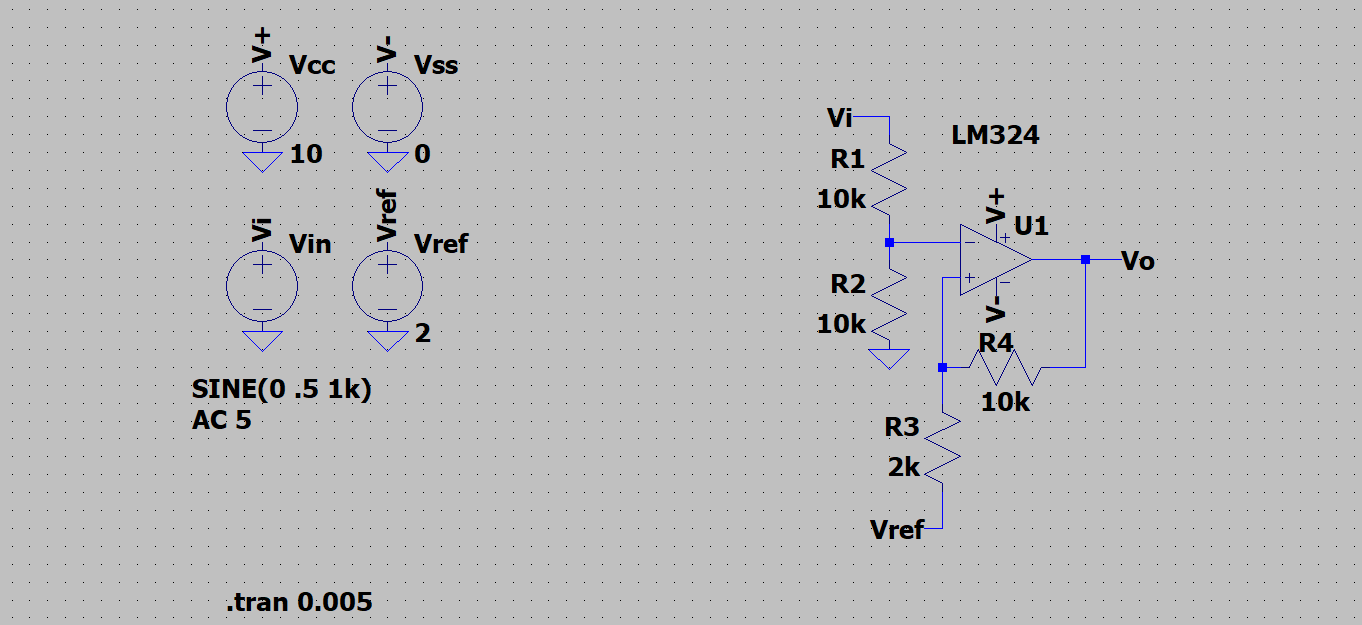 V+
Vcc
10
V-
Vss
0
Vi
Vin
SINE(0 .5 1k)
AC 5
Vref
Vref
2
Vi
R1
10k
R2
10k
LM324
V+
U1
V-
Vo
R4
10k
R3
2k
Vref
.tran 0.005